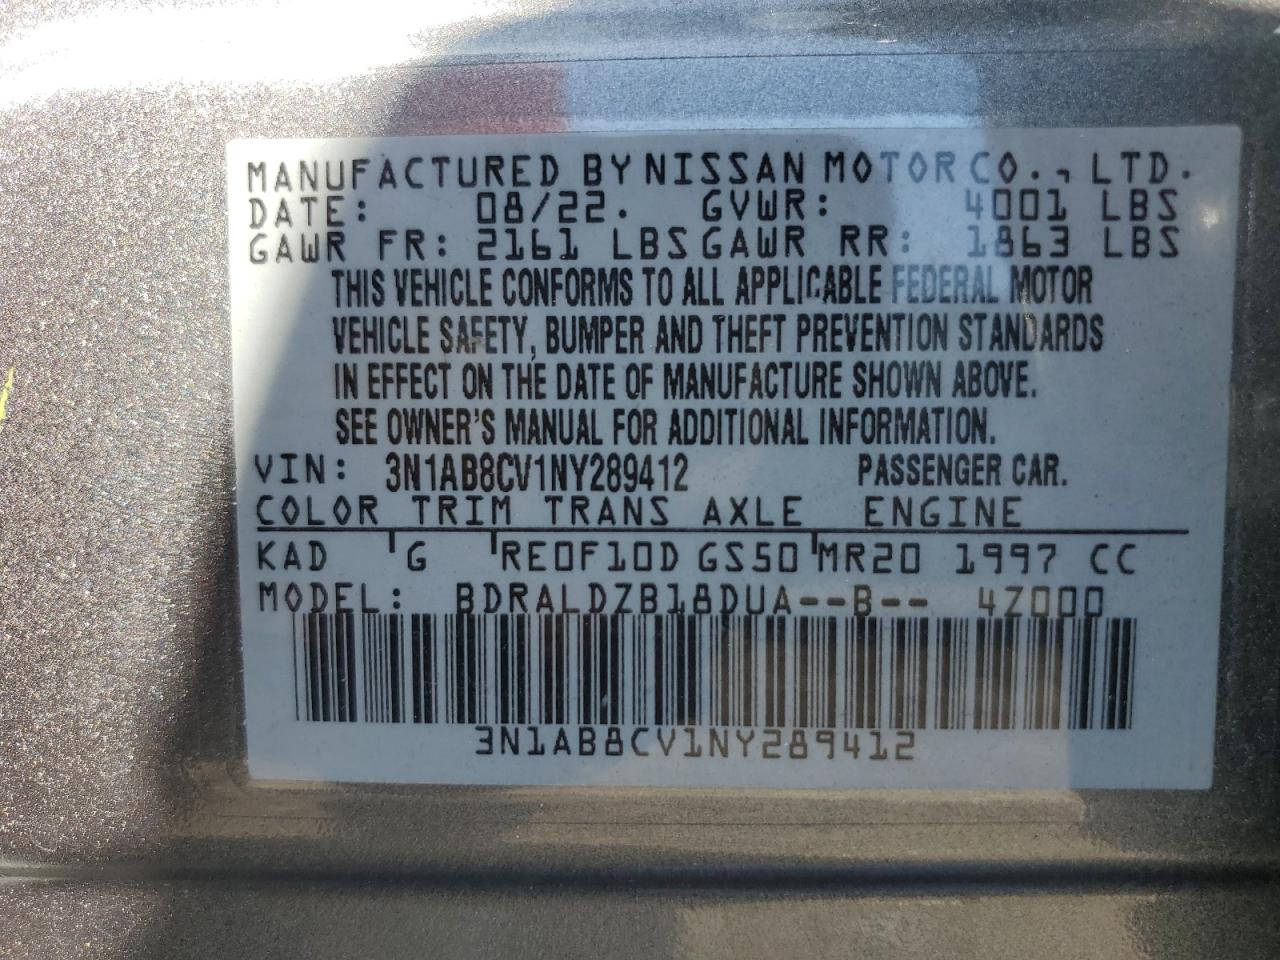 MANUFACTURED BY NISSAN MOTOR CO., LTD.
DATE: 08/22. GVWR: 4001 LBS
GAWR FR: 2161 LBS GAWR RR: 1863 LBS
THIS VEHICLE CONFORMS TO ALL APPLICABLE FEDERAL MOTOR
VEHICLE SAFETY, BUMPER AND THEFT PREVENTION STANDARDS
IN EFFECT ON THE DATE OF MANUFACTURE SHOWN ABOVE.
SEE OWNER'S MANUAL FOR ADDITIONAL INFORMATION.
VIN: 3N1AB8CV1NY289412 PASSENGER CAR.
COLOR TRIM TRANS AXLE ENGINE
KAD G RE0F10D GS50 MR20 1997 CC
MODEL: BDRALDZB18DUA--B-- 4Z000
3N1AB8CV1NY289412